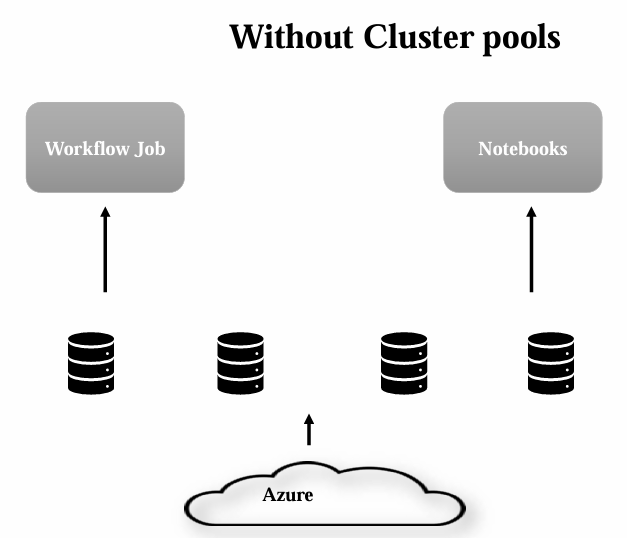 Without Cluster pools
Workflow Job
Notebooks
Azure